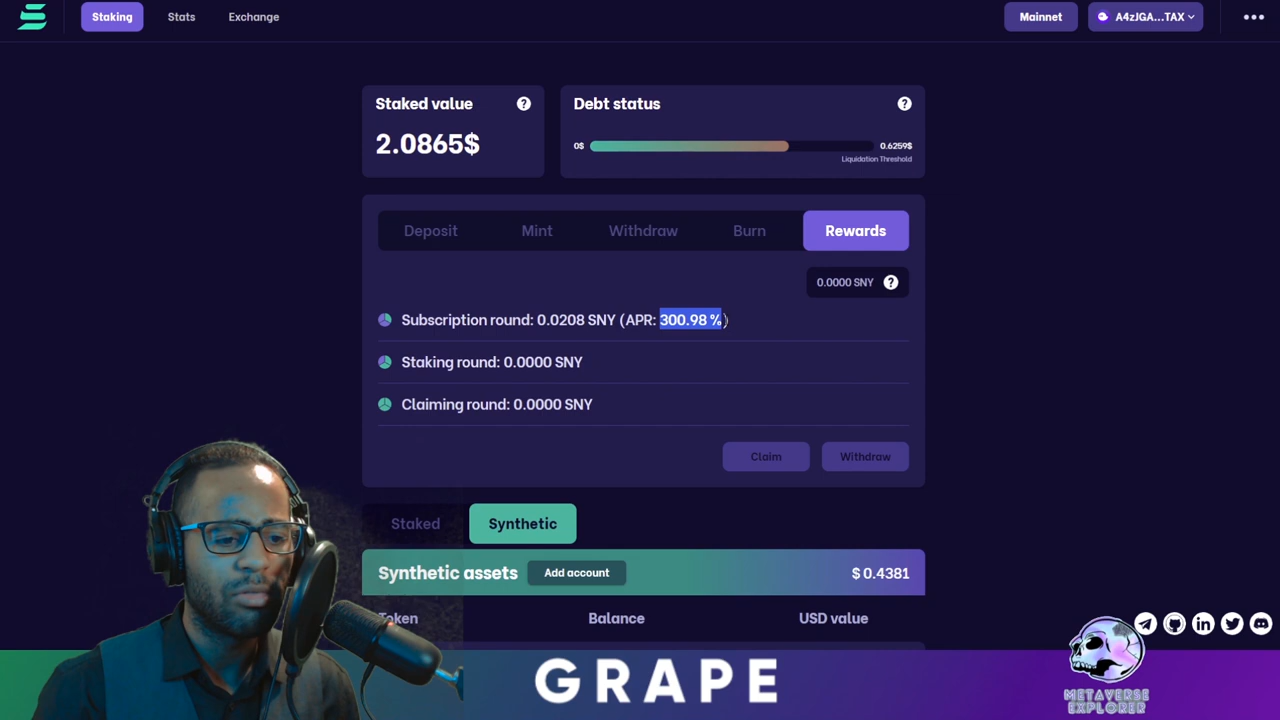 Staking Stats Exchange Mainnet A4zJGA...TAX
Staked value ?
2.0865$
Debt status ?
0$ 0.6259$
Liquidation Threshold
Deposit Mint Withdraw Burn Rewards
0.0000 SNY ?
Subscription round: 0.0208 SNY (APR: 300.98 %)
Staking round: 0.0000 SNY
Claiming round: 0.0000 SNY
Claim Withdraw
Staked Synthetic
Synthetic assets Add account $ 0.4381
Token Balance USD value
GRAPE
METAVERSE
EXPLORER